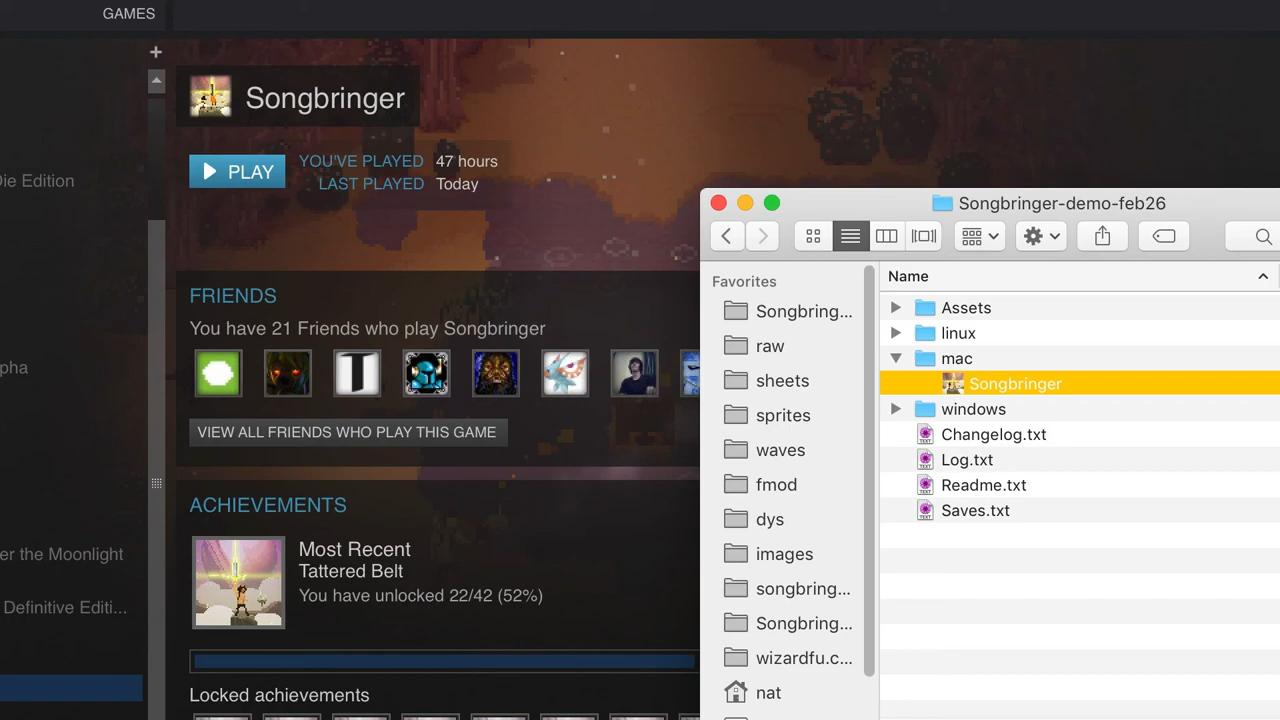 GAMES
+
Die Edition
pha
er the Moonlight
Definitive Editi...
Songbringer
PLAY
YOU'VE PLAYED 47 hours
LAST PLAYED Today
FRIENDS
You have 21 Friends who play Songbringer
VIEW ALL FRIENDS WHO PLAY THIS GAME
ACHIEVEMENTS
Most Recent
Tattered Belt
You have unlocked 22/42 (52%)
Locked achievements
Songbringer-demo-feb26
Favorites
Songbring...
raw
sheets
sprites
waves
fmod
dys
images
songbring...
Songbring...
wizardfu.c...
nat
Name
Assets
linux
mac
Songbringer
windows
Changelog.txt
Log.txt
Readme.txt
Saves.txt